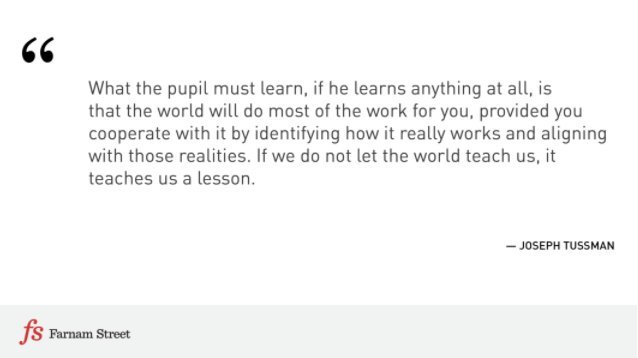 “
What the pupil must learn, if he learns anything at all, is
that the world will do most of the work for you, provided you
cooperate with it by identifying how it really works and aligning
with those realities. If we do not let the world teach us, it
teaches us a lesson.
— JOSEPH TUSSMAN
fs Farnam Street